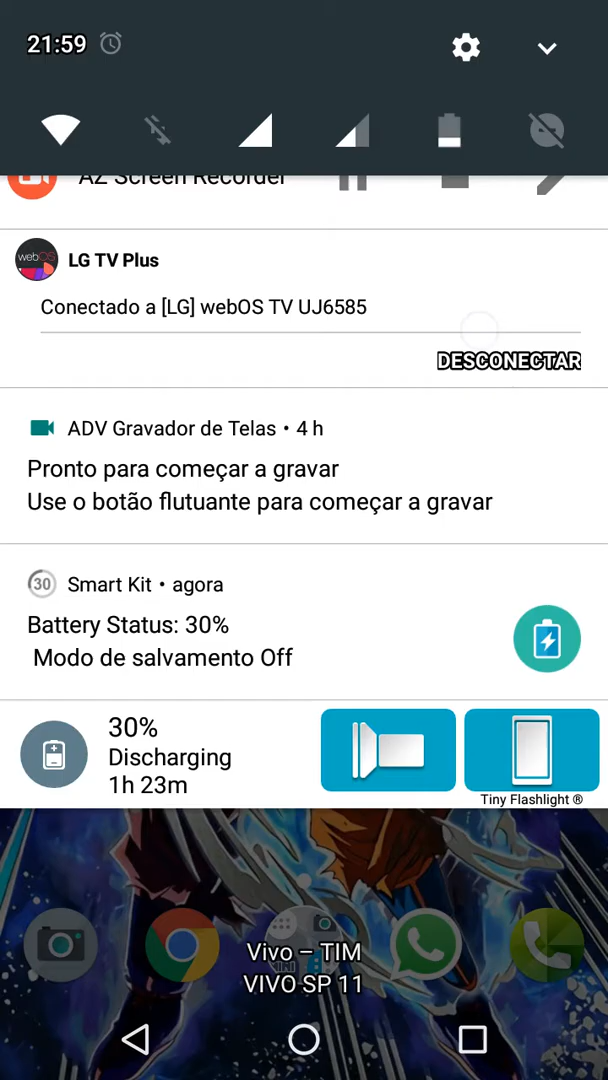 21:59
AZ Screen Recorder
webOS
LG TV Plus
Conectado a [LG] webOS TV UJ6585
DESCONECTAR
ADV Gravador de Telas • 4 h
Pronto para começar a gravar
Use o botão flutuante para começar a gravar
30
Smart Kit • agora
Battery Status: 30%
Modo de salvamento Off
30%
Discharging
1h 23m
Tiny Flashlight ®
Vivo – TIM
VIVO SP 11